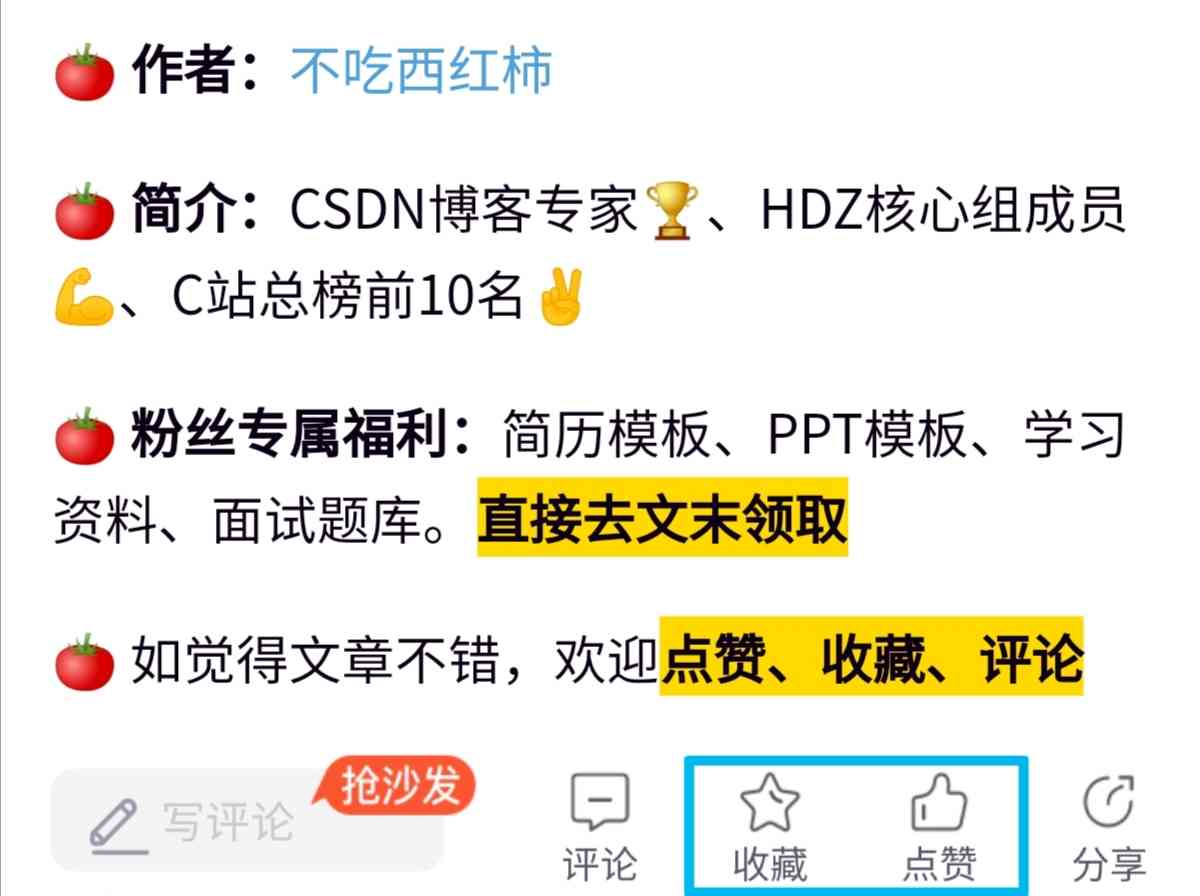 🍅 作者：不吃西红柿
🍅 简介：CSDN博客专家🏆、HDZ核心组成员
💪、C站总榜前10名✌
🍅 粉丝专属福利：简历模板、PPT模板、学习
资料、面试题库。直接去文末领取
🍅 如觉得文章不错，欢迎点赞、收藏、评论
写评论 抢沙发 评论 收藏 点赞 分享